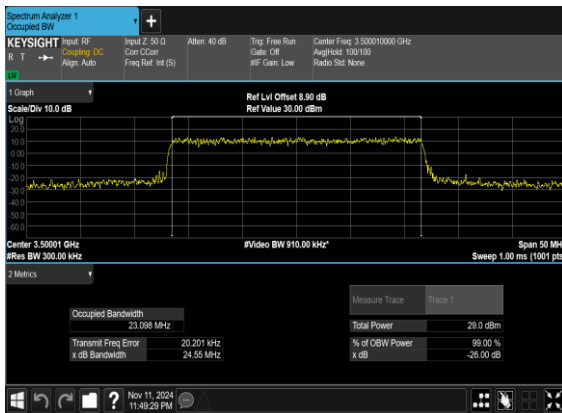 Spectrum Analyzer 1
Occupied BW
KEYSIGHT
R T
Input: RF
Coupling: DC
Align: Auto
Input Z: 50 Ω
Corr CCorr
Freq Ref: Int (S)
Atten: 40 dB
Trig: Free Run
Gate: Off
#IF Gain: Low
Center Freq: 3.500010000 GHz
Avg|Hold: 100/100
Radio Std: None
1 Graph
Scale/Div 10.0 dB
Ref Lvl Offset 8.90 dB
Ref Value 30.00 dBm
Log
20.0
10.0
0.00
-10.0
-20.0
-30.0
-40.0
-50.0
-60.0
Center 3.50001 GHz
#Res BW 300.00 kHz
#Video BW 910.00 kHz*
Span 50 MH
Sweep 1.00 ms (1001 pts
2 Metrics
Measure Trace
Trace 1
Occupied Bandwidth
23.098 MHz
Total Power
29.0 dBm
Transmit Freq Error
20.201 kHz
% of OBW Power
99.00 %
x dB Bandwidth
24.55 MHz
x dB
-26.00 dB
?
Nov 11, 2024
11:49:29 PM